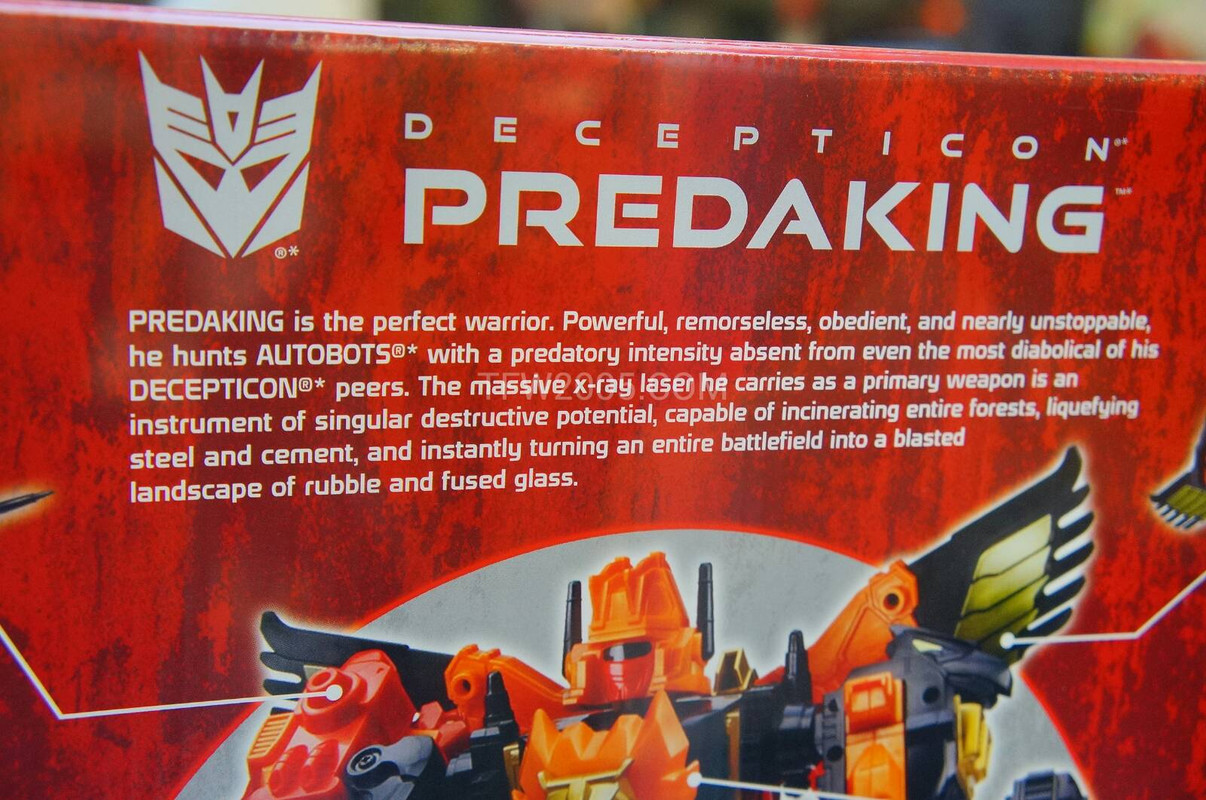 DECEPTICON®*
PREDAKING™*
®*
PREDAKING is the perfect warrior. Powerful, remorseless, obedient, and nearly unstoppable,
he hunts AUTOBOTS®* with a predatory intensity absent from even the most diabolical of his
DECEPTICON®* peers. The massive x-ray laser he carries as a primary weapon is an
instrument of singular destructive potential, capable of incinerating entire forests, liquefying
steel and cement, and instantly turning an entire battlefield into a blasted
landscape of rubble and fused glass.
TFW2005.COM